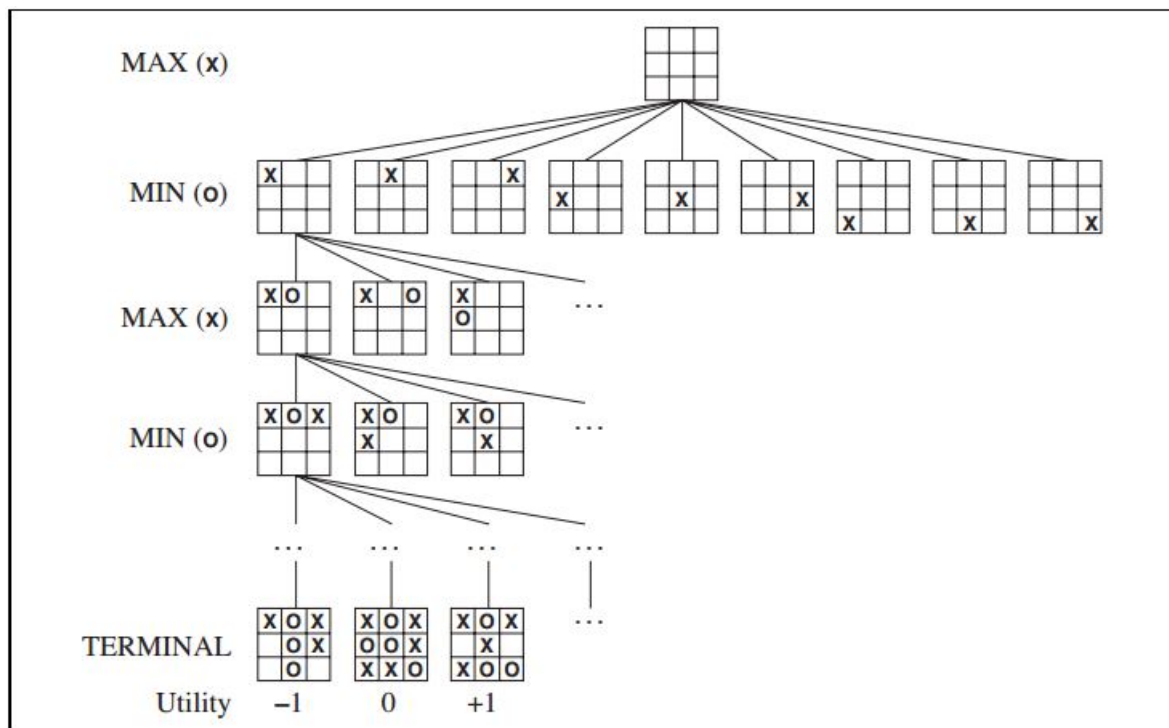 MAX (X)
X X X X X X X X X
MIN (O)
X O X O X
...
MAX (X)
O
X O X X O X O
...
MIN (O)
X X
... ... ... ...
X O X X O X X O X
...
TERMINAL
O X O O X X
O X X O X O O
Utility −1 0 +1